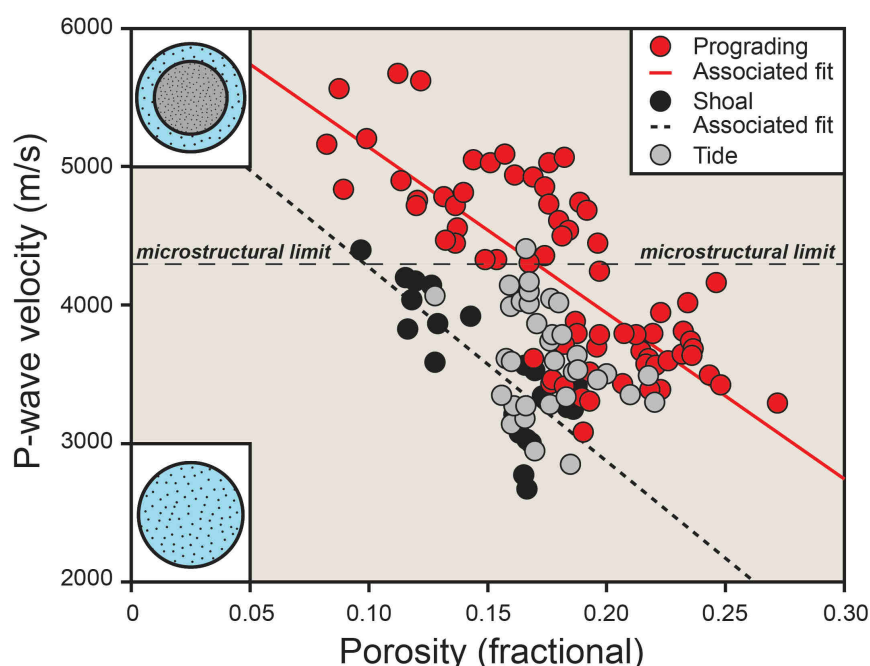 6000
5000
4000
3000
2000
P-wave velocity (m/s)
Prograding
Associated fit
Shoal
Associated fit
Tide
microstructural limit
microstructural limit
0
0.05
0.10
0.15
0.20
0.25
0.30
Porosity (fractional)